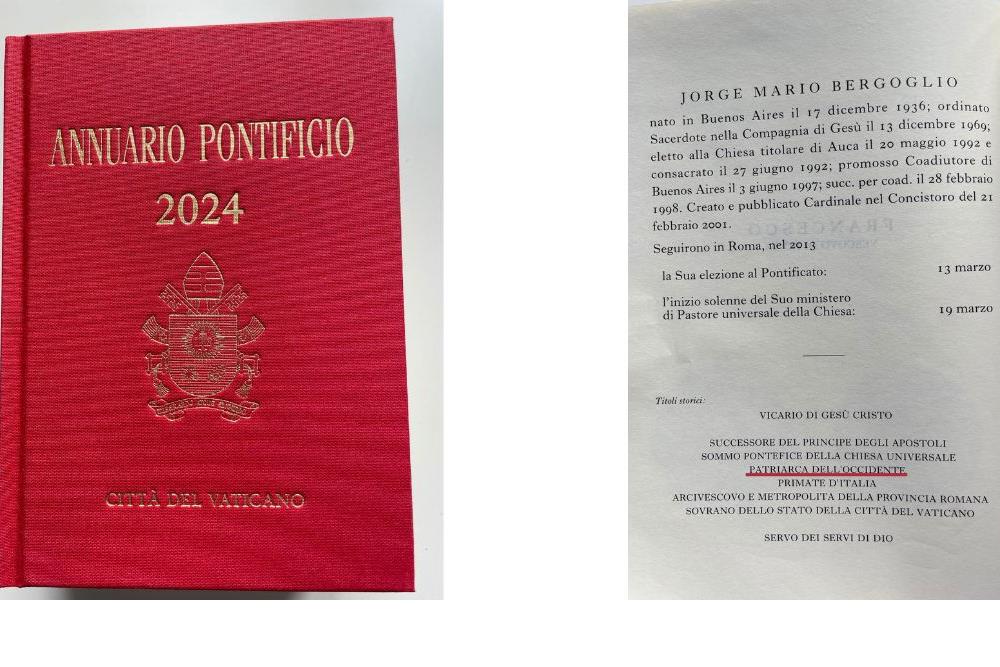 ANNUARIO PONTIFICIO
2024
CITTÀ DEL VATICANO
JORGE MARIO BERGOGLIO
nato in Buenos Aires il 17 dicembre 1936; ordinato
Sacerdote nella Compagnia di Gesù il 13 dicembre 1969;
eletto alla Chiesa titolare di Auca il 20 maggio 1992 e
consacrato il 27 giugno 1992; promosso Coadiutore di
Buenos Aires il 3 giugno 1997; succ. per coad. il 28 febbraio
1998. Creato e pubblicato Cardinale nel Concistoro del 21
febbraio 2001.
Seguirono in Roma, nel 2013
la Sua elezione al Pontificato: 13 marzo
l'inizio solenne del Suo ministero
di Pastore universale della Chiesa: 19 marzo
Titoli storici:
VICARIO DI GESÙ CRISTO
SUCCESSORE DEL PRINCIPE DEGLI APOSTOLI
SOMMO PONTEFICE DELLA CHIESA UNIVERSALE
PATRIARCA DELL'OCCIDENTE
PRIMATE D'ITALIA
ARCIVESCOVO E METROPOLITA DELLA PROVINCIA ROMANA
SOVRANO DELLO STATO DELLA CITTÀ DEL VATICANO
SERVO DEI SERVI DI DIO